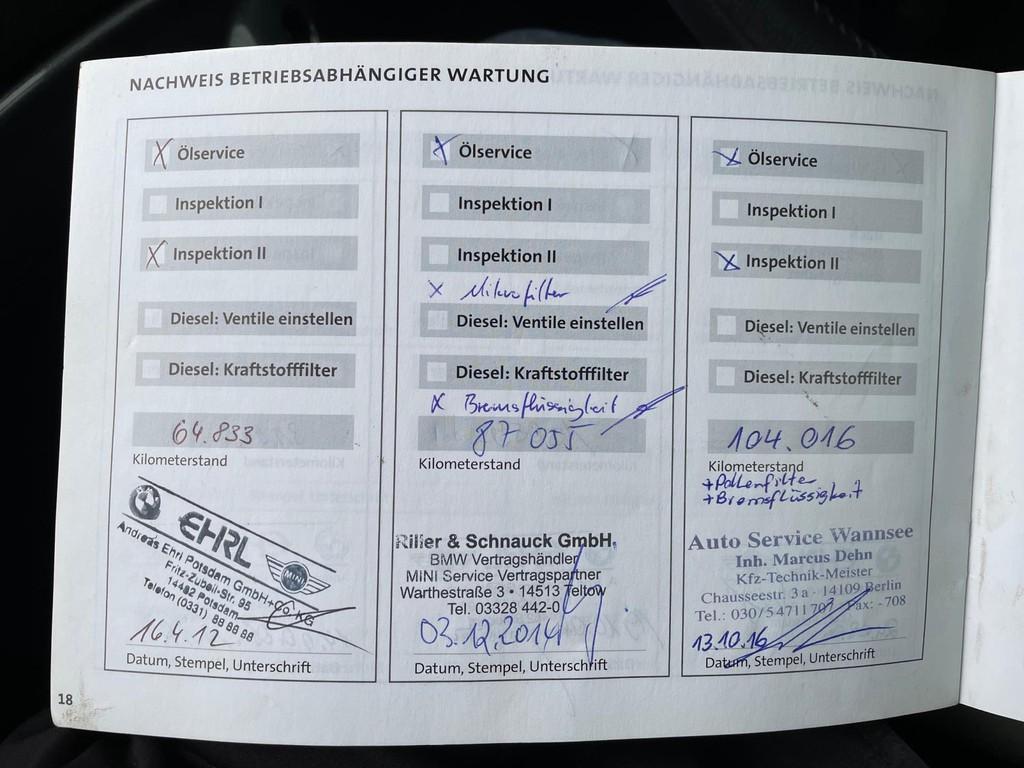 NACHWEIS BETRIEBSABHÄNGIGER WARTUNG
X Ölservice
Inspektion I
X Inspektion II
Diesel: Ventile einstellen
Diesel: Kraftstofffilter
64.833
Kilometerstand
EHRL
MINI
Andreas Ehrl Potsdam GmbH + Co. KG
Fritz-Zubeil-Str. 95
14482 Potsdam
Telefon (0331) 88 88 88
16.4.12
Datum, Stempel, Unterschrift
X Ölservice
Inspektion I
Inspektion II
X Mikrofilter
Diesel: Ventile einstellen
Diesel: Kraftstofffilter
X Bremsflüssigkeit
87 055
Kilometerstand
Riller & Schnauck GmbH
BMW Vertragshändler
MINI Service Vertragspartner
Warthestraße 3 • 14513 Teltow
Tel. 03328 442-0
03.12.2014
Datum, Stempel, Unterschrift
X Ölservice
Inspektion I
X Inspektion II
Diesel: Ventile einstellen
Diesel: Kraftstofffilter
104.016
Kilometerstand
+Pollenfilter
+Bremsflüssigkeit
Auto Service Wannsee
Inh. Marcus Dehn
Kfz-Technik-Meister
Chausseestr. 3 a · 14109 Berlin
Tel.: 030/54711707 Fax: -708
13.10.16
Datum, Stempel, Unterschrift
18